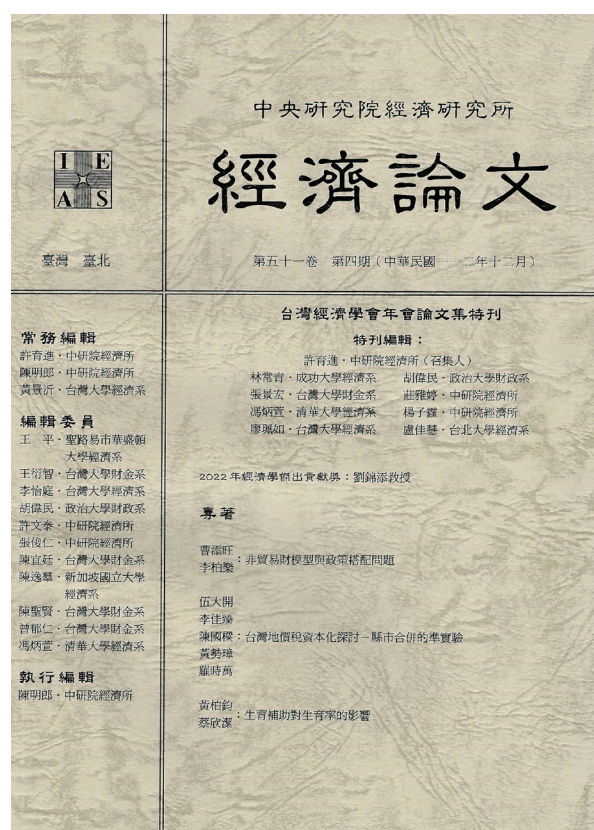 中央研究院經濟研究所
I E
A S
經濟論文
臺灣 臺北
第五十一卷 第四期(中華民國一一二年十二月)
常務編輯
許育進・中研院經濟所
陳明郎・中研院經濟所
黃景沂・台灣大學經濟系
編輯委員
王 平・聖路易市華盛頓
大學經濟系
王衍智・台灣大學財金系
李怡庭・台灣大學經濟系
胡偉民・政治大學財政系
許文泰・中研院經濟所
張俊仁・中研院經濟所
陳宜廷・台灣大學財金系
陳逸羣・新加坡國立大學
經濟系
陳聖賢・台灣大學財金系
曾郁仁・台灣大學財金系
馮炳萱・清華大學經濟系
執行編輯
陳明郎・中研院經濟所
台灣經濟學會年會論文集特刊
特刊編輯:
許育進・中研院經濟所(召集人)
林常青・成功大學經濟系 胡偉民・政治大學財政系
張景宏・台灣大學財金系 莊雅婷・中研院經濟所
馮炳萱・清華大學經濟系 楊子霆・中研院經濟所
廖珮如・台灣大學經濟系 盧佳慧・台北大學經濟系
2022年經濟學傑出貢獻獎:劉錦添教授
專著
曹添旺
李柏樂
:非貿易財模型與政策搭配問題
伍大開
李佳臻
陳國樑:台灣地價稅資本化探討–縣市合併的準實驗
黃勢璋
羅時萬
黃柏鈞
蔡欣潔
:生育補助對生育率的影響